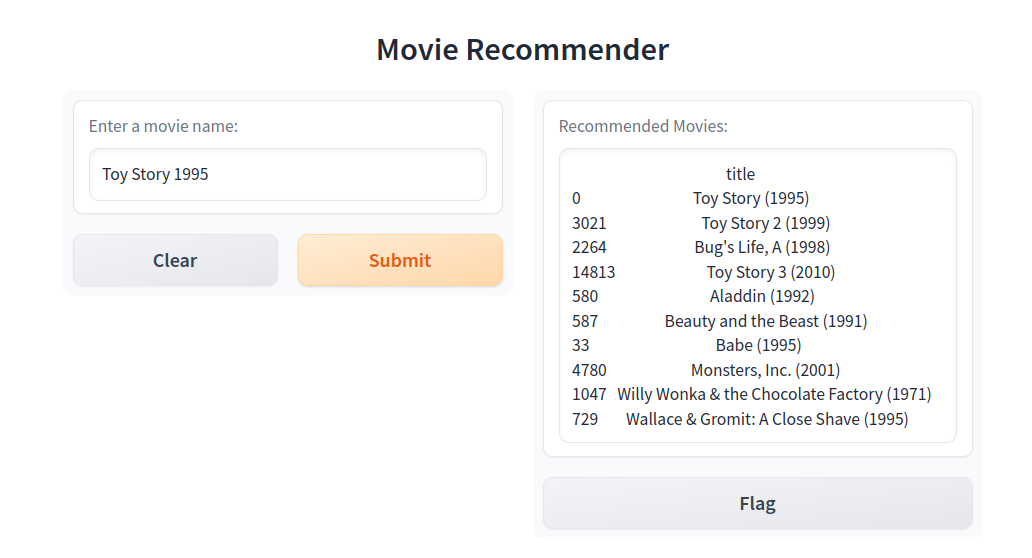 Movie Recommender
Enter a movie name:
Toy Story 1995
Clear
Submit
Recommended Movies:
title
0 Toy Story (1995)
3021 Toy Story 2 (1999)
2264 Bug's Life, A (1998)
14813 Toy Story 3 (2010)
580 Aladdin (1992)
587 Beauty and the Beast (1991)
33 Babe (1995)
4780 Monsters, Inc. (2001)
1047 Willy Wonka & the Chocolate Factory (1971)
729 Wallace & Gromit: A Close Shave (1995)
Flag